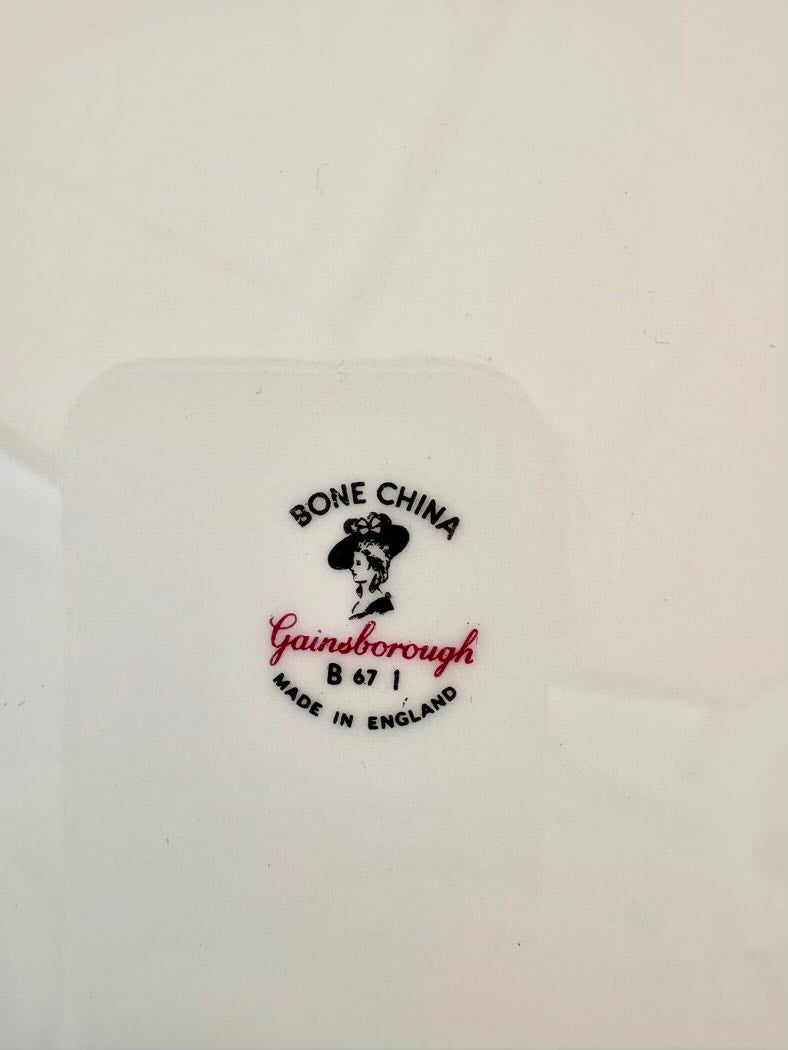 BONE CHINA
Gainsborough
B 67 1
MADE IN ENGLAND